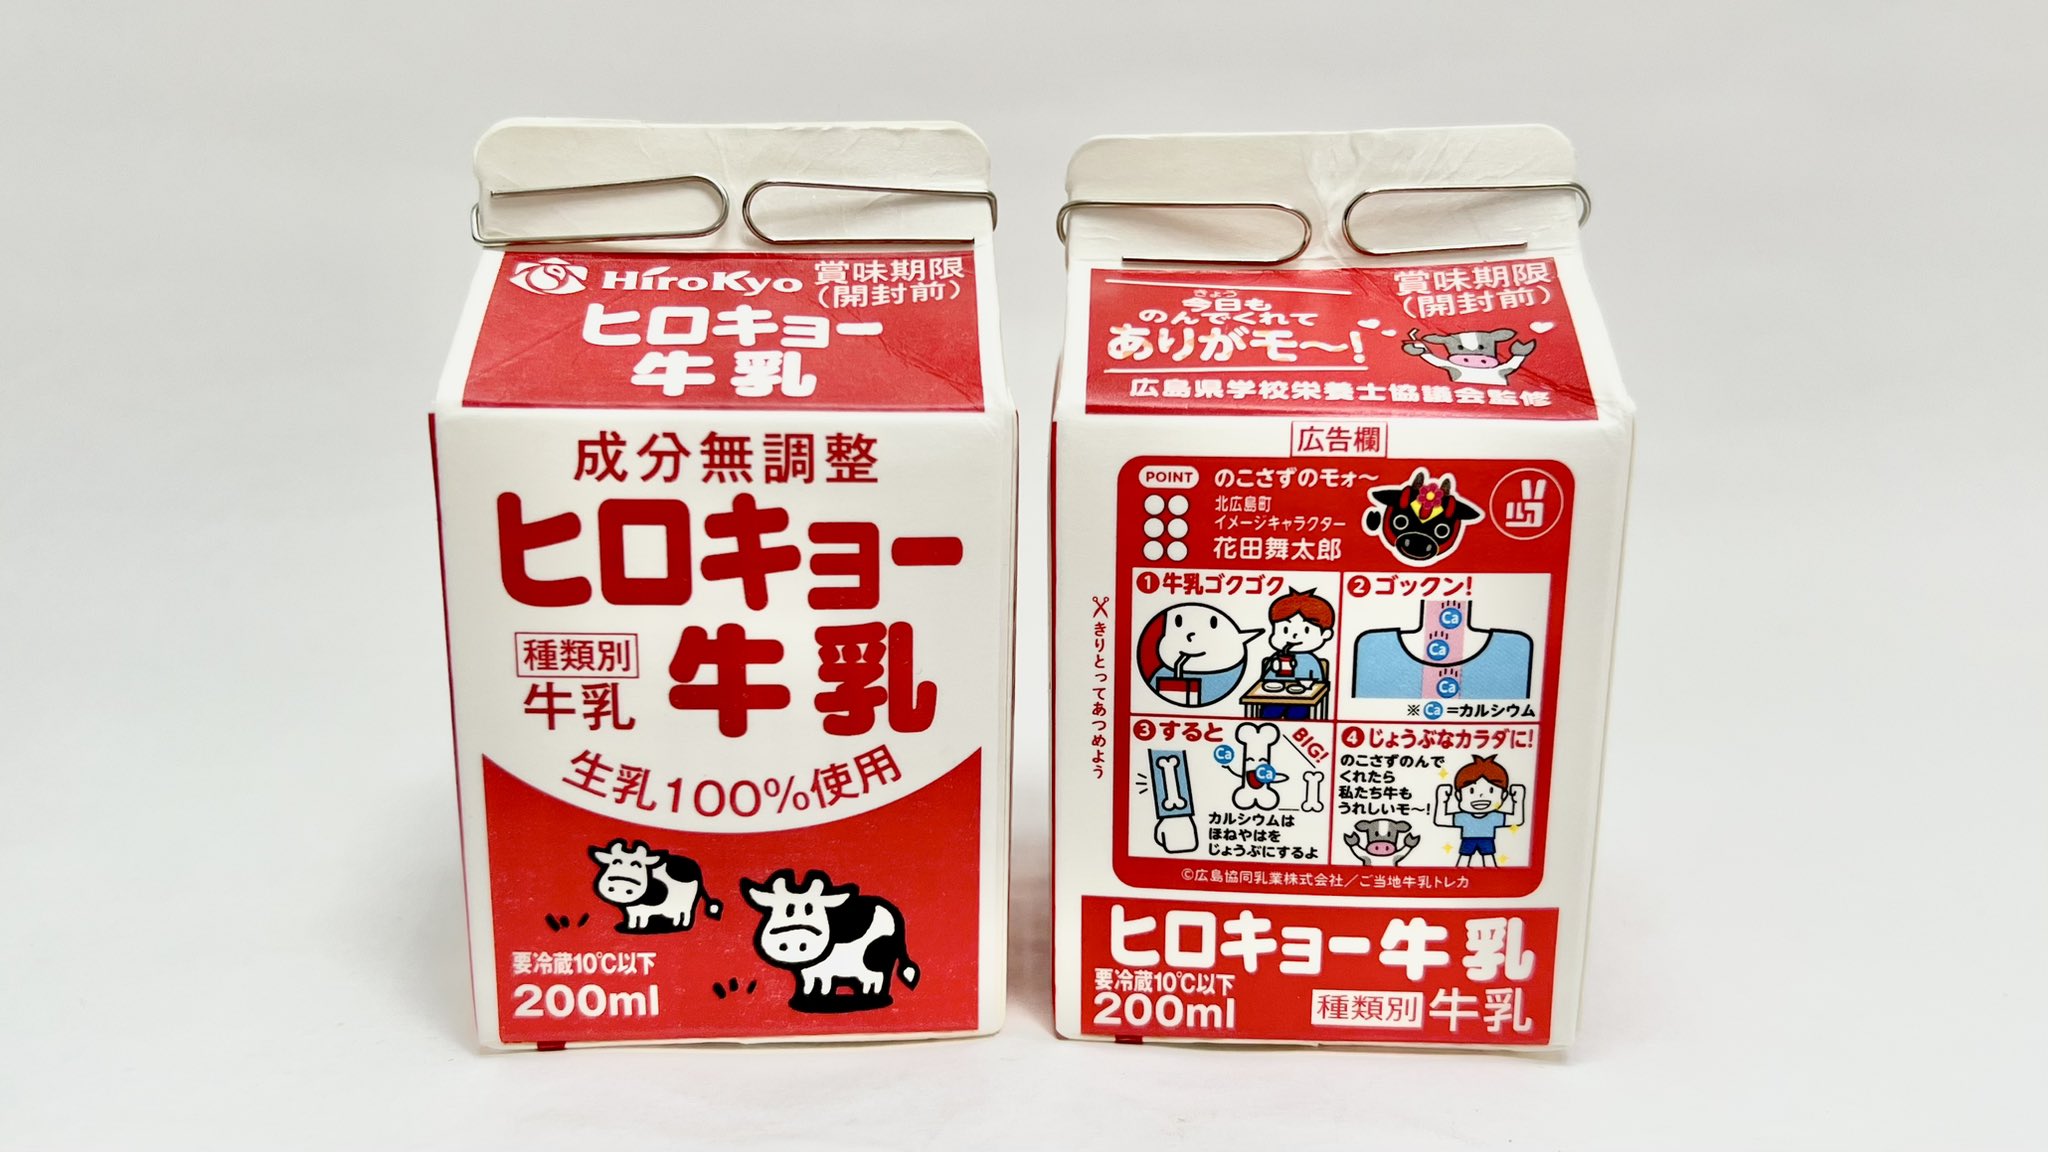 HiroKyo
賞味期限
(開封前)
ヒロキョー
牛乳
成分無調整
ヒロキョー
種類別
牛乳
牛乳
生乳100%使用
要冷蔵10℃以下
200ml
きょう
今日も
のんでくれて
ありがモ〜!
賞味期限
(開封前)
広島県学校栄養士協議会監修
広告欄
POINT
のこさずのモォ〜
北広島町
イメージキャラクター
花田舞太郎
きりとってあつめよう
❶牛乳ゴクゴク
❷ゴックン!
Ca
Ca
Ca
※Ca=カルシウム
❸すると
Ca
Ca
BIG!
カルシウムは
ほねやはを
じょうぶにするよ
❹じょうぶなカラダに!
のこさずのんで
くれたら
私たち牛も
うれしいモ〜!
©広島協同乳業株式会社/ご当地牛乳トレカ
ヒロキョー牛乳
要冷蔵10℃以下
200ml
種類別 牛乳